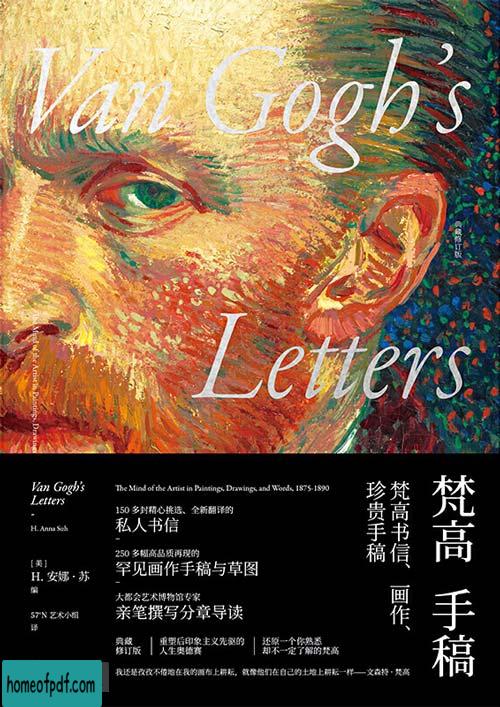 Van Gogh's
典藏修订版
The Mind of the Artist in Paintings, Drawings
Letters
Van Gogh's
Letters
-
H. Anna Suh
[美]
H. 安娜·苏
编
57°N 艺术小组
译
The Mind of the Artist in Paintings, Drawings, and Words, 1875-1890
150 多封精心挑选、全新翻译的
私人书信
-
250 多幅高品质再现的
罕见画作手稿与草图
-
大都会艺术博物馆专家
亲笔撰写分章导读
典藏
修订版
重塑后印象主义先驱的
人生奥德赛
还原一个你熟悉
却不一定了解的梵高
我还是孜孜不倦地在我的画布上耕耘，就像他们在自己的土地上耕耘一样——文森特·梵高
梵高 手稿
梵高书信、画作、
珍贵手稿
homeofpdf.com